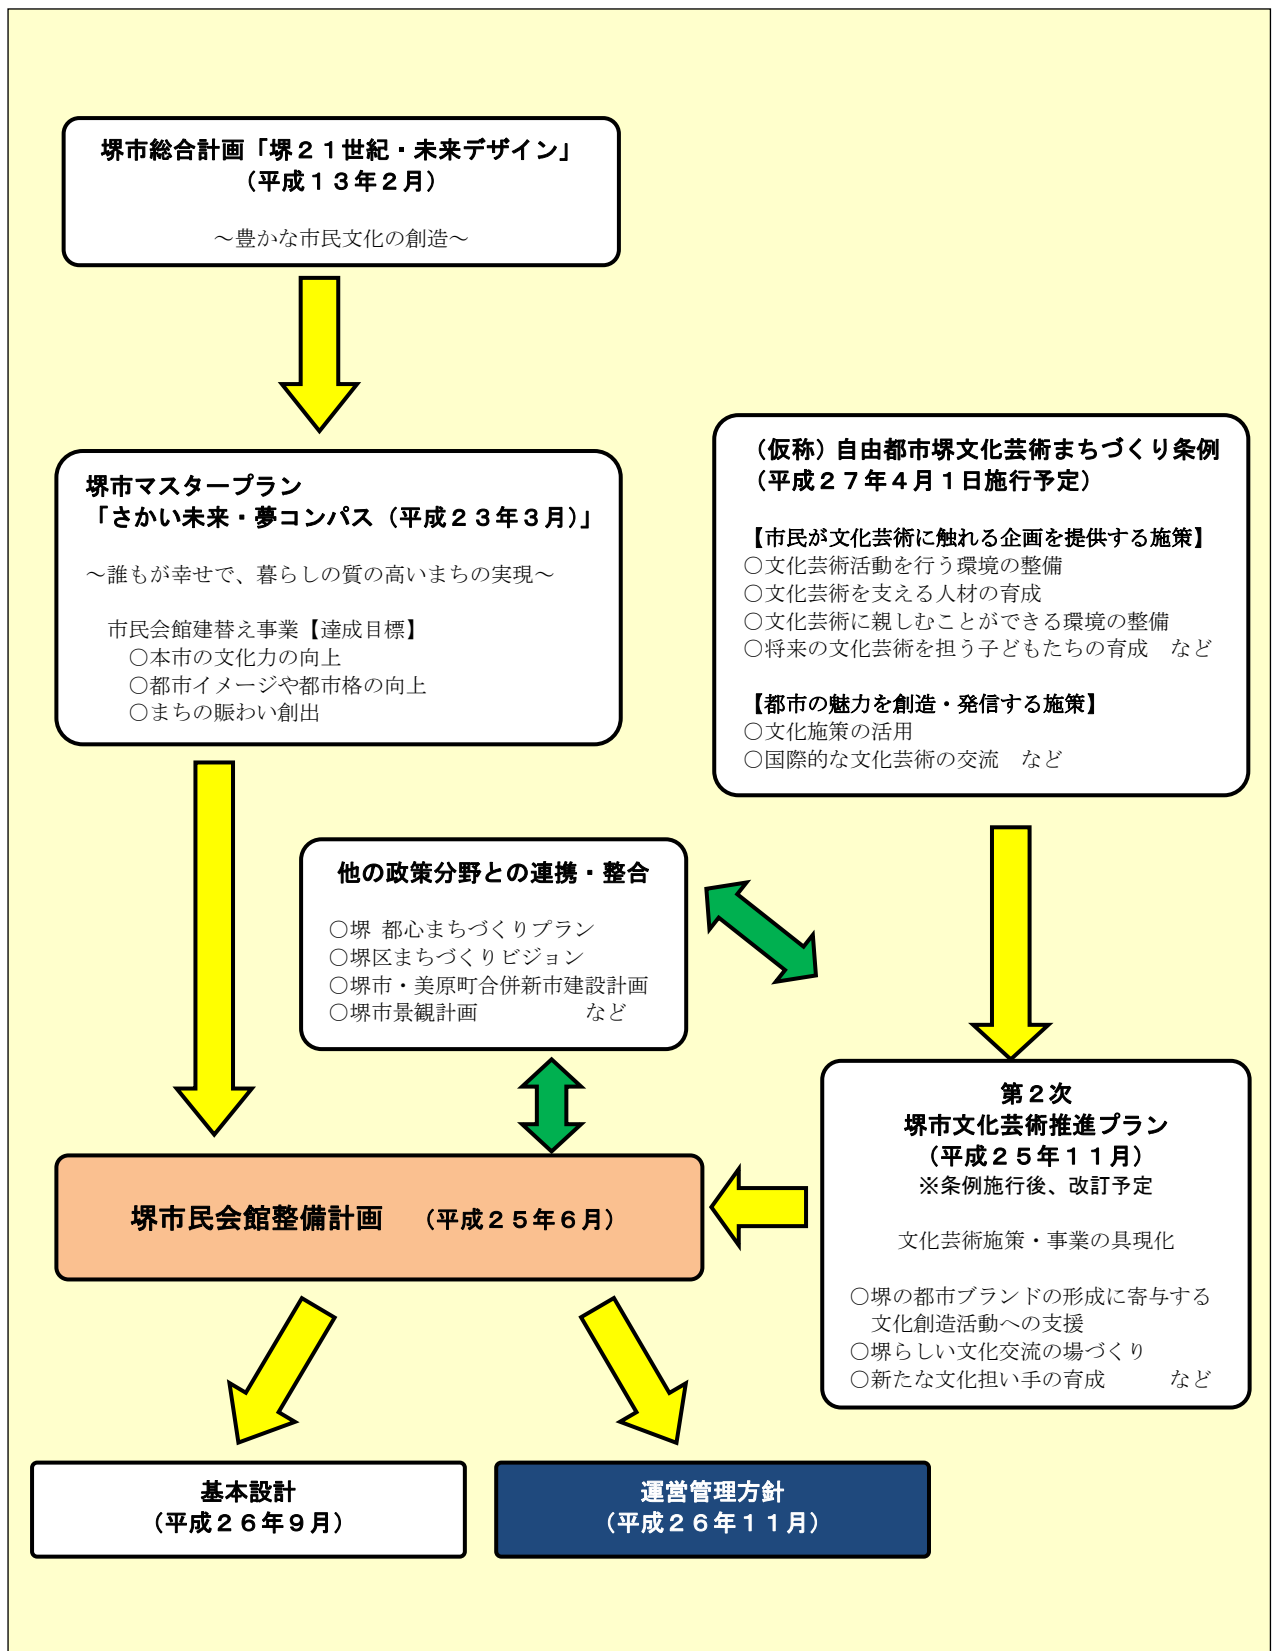 堺市総合計画「堺２１世紀・未来デザイン」
（平成１３年２月）
～豊かな市民文化の創造～
堺市マスタープラン
「さかい未来・夢コンパス（平成２３年３月）」
～誰もが幸せで、暮らしの質の高いまちの実現～
市民会館建替え事業【達成目標】
○本市の文化力の向上
○都市イメージや都市格の向上
○まちの賑わい創出
（仮称）自由都市堺文化芸術まちづくり条例
（平成２７年４月１日施行予定）
【市民が文化芸術に触れる企画を提供する施策】
○文化芸術活動を行う環境の整備
○文化芸術を支える人材の育成
○文化芸術に親しむことができる環境の整備
○将来の文化芸術を担う子どもたちの育成　など
【都市の魅力を創造・発信する施策】
○文化施策の活用
○国際的な文化芸術の交流　など
他の政策分野との連携・整合
○堺 都心まちづくりプラン
○堺区まちづくりビジョン
○堺市・美原町合併新市建設計画
○堺市景観計画　　　　　など
第２次
堺市文化芸術推進プラン
（平成２５年１１月）
※条例施行後、改訂予定
文化芸術施策・事業の具現化
○堺の都市ブランドの形成に寄与する
文化創造活動への支援
○堺らしい文化交流の場づくり
○新たな文化担い手の育成　　　など
堺市民会館整備計画　（平成２５年６月）
基本設計
（平成２６年９月）
運営管理方針
（平成２６年１１月）